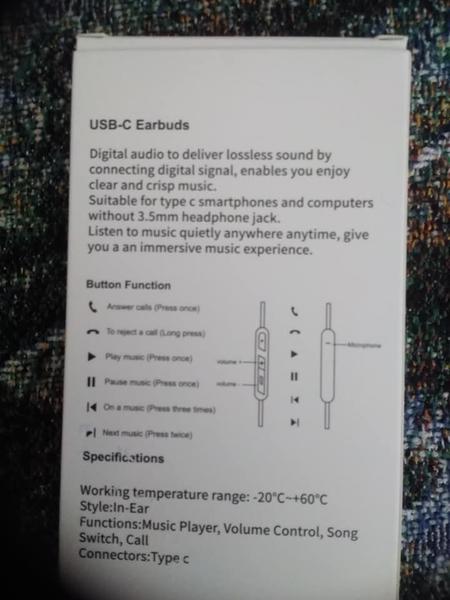 USB-C Earbuds
Digital audio to deliver lossless sound by
connecting digital signal, enables you enjoy
clear and crisp music.
Suitable for type c smartphones and computers
without 3.5mm headphone jack.
Listen to music quietly anywhere anytime, give
you a an immersive music experience.
Button Function
Answer calls (Press once)
To reject a call (Long press)
Play music (Press once)
Pause music (Press once)
On a music (Press three times)
Next music (Press twice)
volume +
volume -
Microphone
Specifications
Working temperature range: -20°C~+60°C
Style:In-Ear
Functions:Music Player, Volume Control, Song
Switch, Call
Connectors:Type c